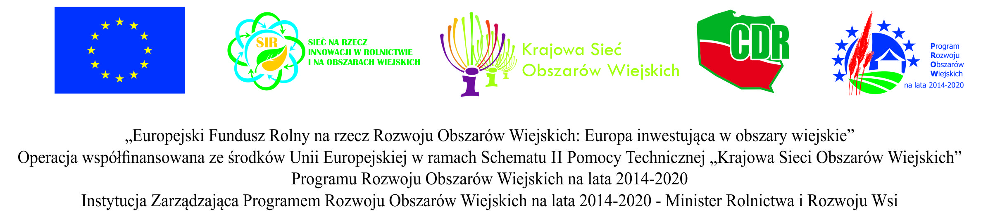 SIR
SIEĆ NA RZECZ
INNOWACJI W ROLNICTWIE
I NA OBSZARACH WIEJSKICH
Krajowa Sieć
Obszarów Wiejskich
CDR
Program
Rozwoju
Obszarów
Wiejskich
na lata 2014-2020
„Europejski Fundusz Rolny na rzecz Rozwoju Obszarów Wiejskich: Europa inwestująca w obszary wiejskie”
Operacja współfinansowana ze środków Unii Europejskiej w ramach Schematu II Pomocy Technicznej „Krajowa Sieci Obszarów Wiejskich”
Programu Rozwoju Obszarów Wiejskich na lata 2014-2020
Instytucja Zarządzająca Programem Rozwoju Obszarów Wiejskich na lata 2014-2020 - Minister Rolnictwa i Rozwoju Wsi